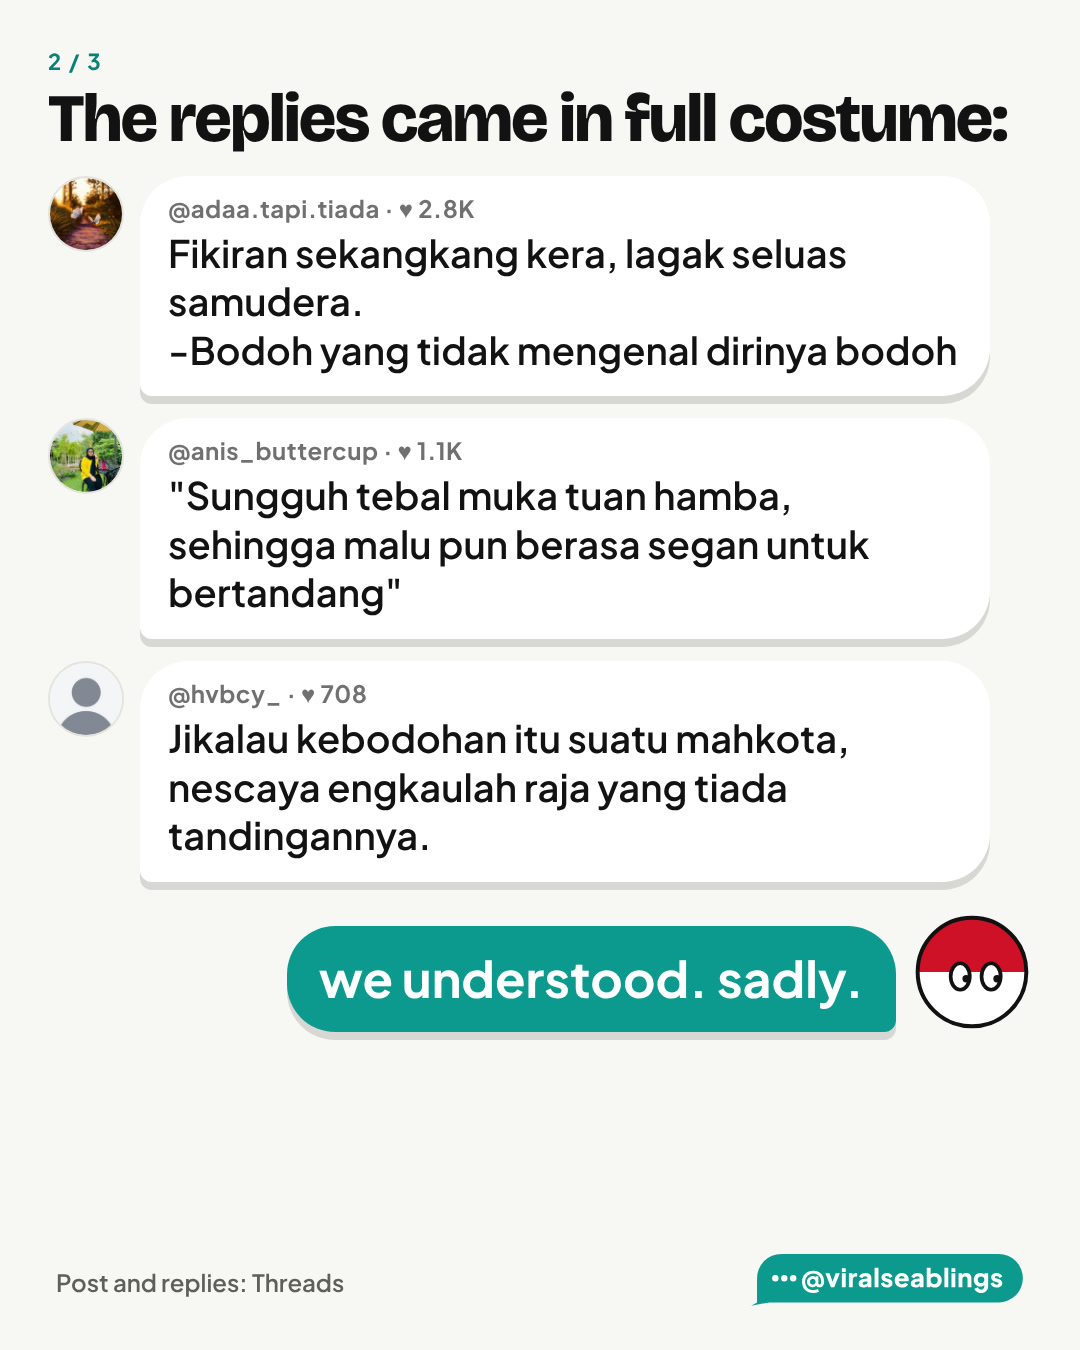 2 / 3
The replies came in full costume:
@adaa.tapi.tiada · ♥ 2.8K
Fikiran sekangkang kera, lagak seluas
samudera.
-Bodoh yang tidak mengenal dirinya bodoh
@anis_buttercup · ♥ 1.1K
"Sungguh tebal muka tuan hamba,
sehingga malu pun berasa segan untuk
bertandang"
@hvbcy_ · ♥ 708
Jikalau kebodohan itu suatu mahkota,
nescaya engkaulah raja yang tiada
tandingannya.
we understood. sadly.
Post and replies: Threads
@viralseablings